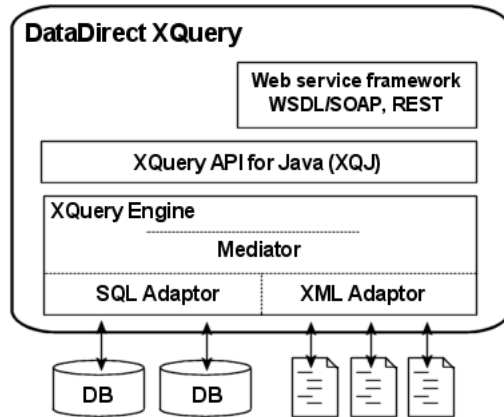 DataDirect XQuery
Web service framework
WSDL/SOAP, REST
XQuery API for Java (XQJ)
XQuery Engine
Mediator
SQL Adaptor
XML Adaptor
DB
DB